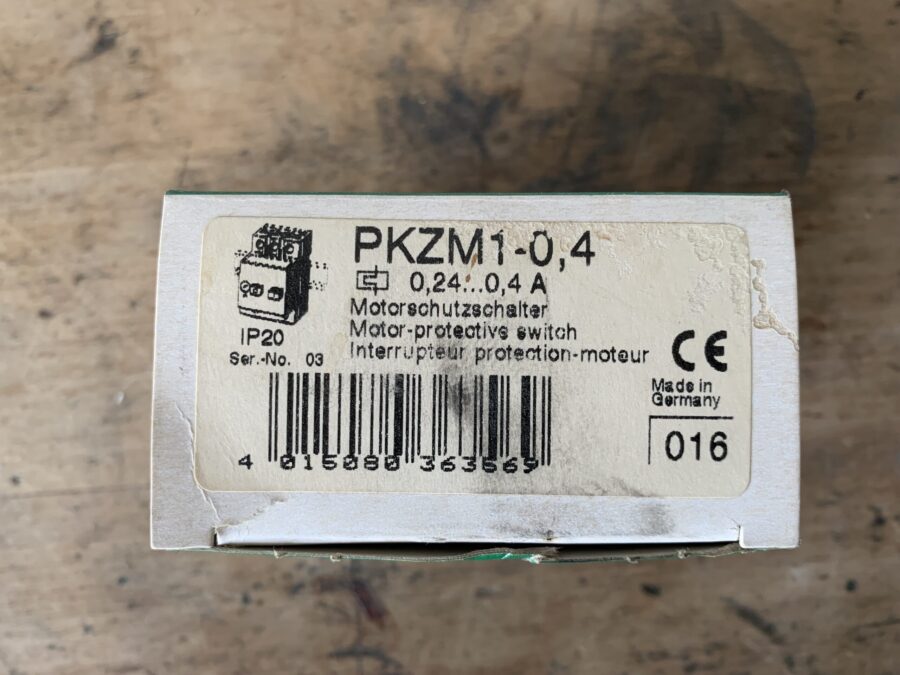 PKZM1-0,4
0,24...0,4 A
Motorschutzschalter
Motor-protective switch
Interrupteur protection-moteur
IP20
Ser.-No. 03
CE
Made in
Germany
016
4 015080 363569